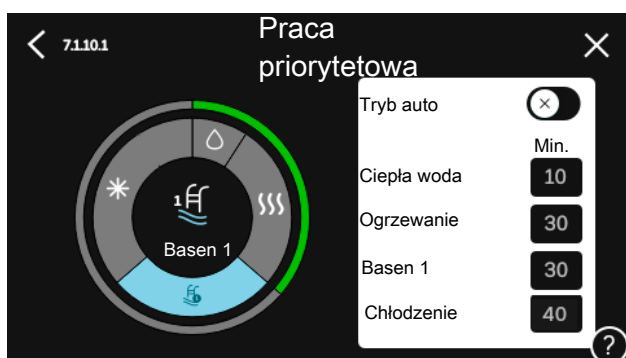 7.1.10.1
Praca
priorytetowa
Tryb auto
Min.
Ciepła woda 10
Ogrzewanie 30
Basen 1 30
Chłodzenie 40
1
Basen 1
?